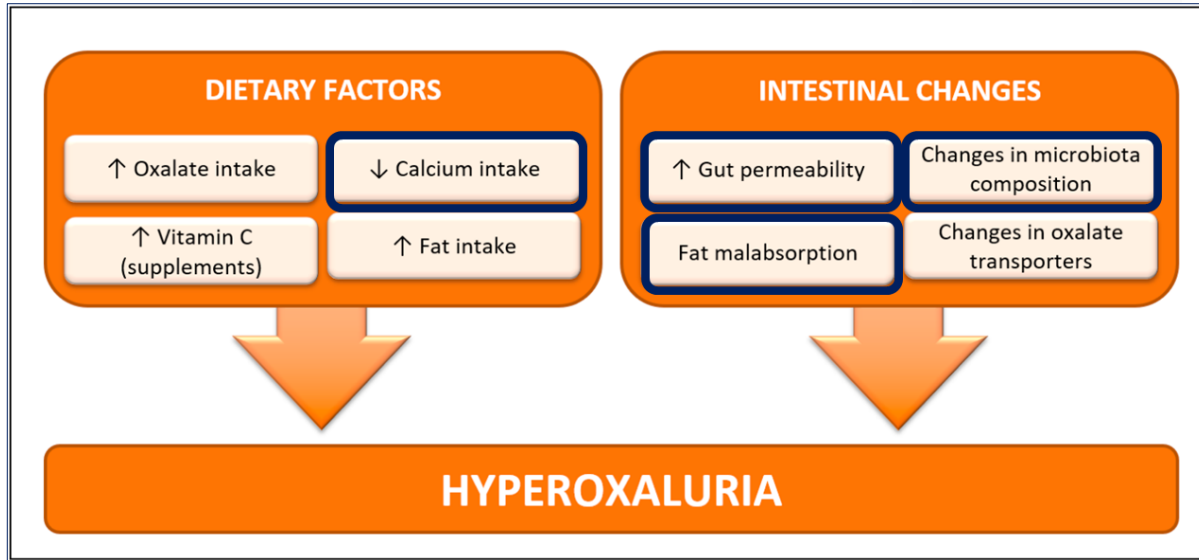 DIETARY FACTORS
↑ Oxalate intake
↓ Calcium intake
↑ Vitamin C
(supplements)
↑ Fat intake
INTESTINAL CHANGES
↑ Gut permeability
Changes in microbiota
composition
Fat malabsorption
Changes in oxalate
transporters
HYPEROXALURIA